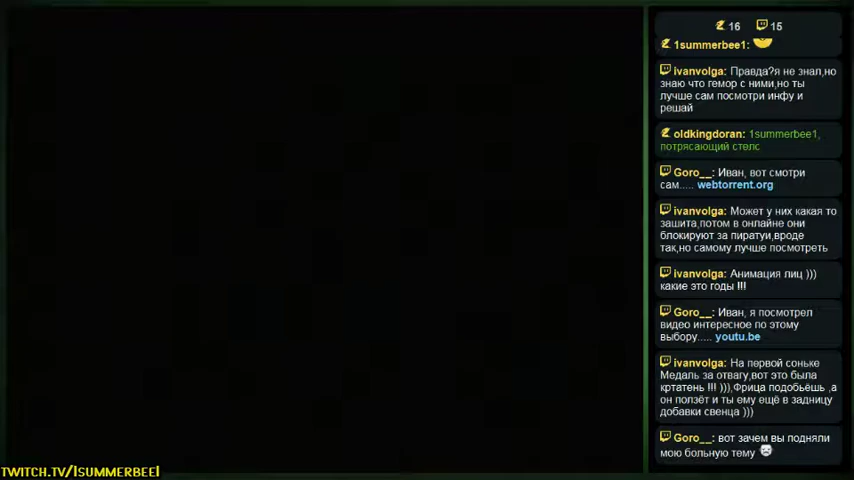 16 15
1summerbee1:
ivanvolga: Правда?я не знал,но
знаю что гемор с ними,но ты
лучше сам посмотри инфу и
решай
oldkingdoran: 1summerbee1,
потрясающий стелс
Goro__: Иван, вот смотри
сам..... webtorrent.org
ivanvolga: Может у них какая то
зашита,потом в онлайне они
блокируют за пиратуи,вроде
так,но самому лучше посмотреть
ivanvolga: Анимация лиц )))
какие это годы !!!
Goro__: Иван, я посмотрел
видео интересное по этому
выбору..... youtu.be
ivanvolga: На первой соньке
Медаль за отвагу,вот это была
кртатень !!! ))),Фрица подобьёшь ,а
он ползёт и ты ему ещё в задницу
добавки свенца )))
Goro__: вот зачем вы подняли
мою больную тему
TWITCH.TV/1SUMMERBEE1